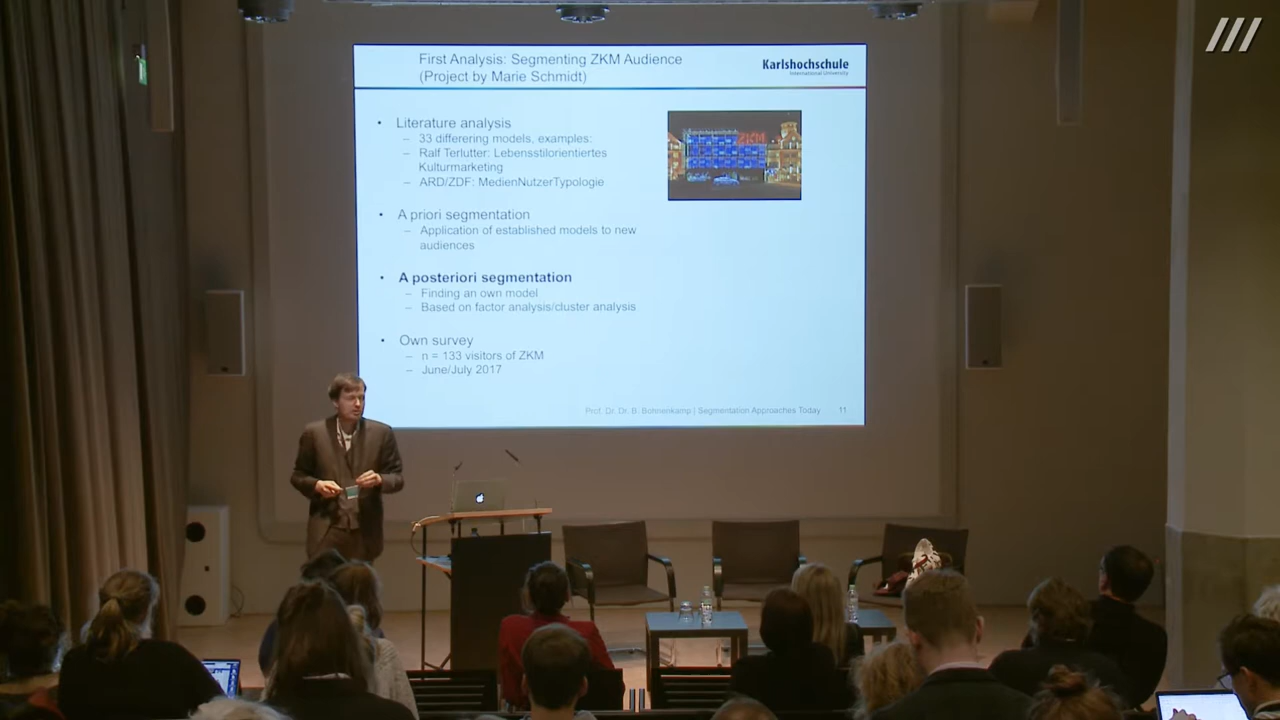 First Analysis: Segmenting ZKM Audience
(Project by Marie Schmidt)
Karlshochschule
International University
• Literature analysis
– 33 differering models, examples:
– Ralf Terlutter: Lebensstilorientiertes
Kulturmarketing
– ARD/ZDF: MedienNutzerTypologie
ZKM
• A priori segmentation
– Application of established models to new
audiences
• A posteriori segmentation
– Finding an own model
– Based on factor analysis/cluster analysis
• Own survey
– n = 133 visitors of ZKM
– June/July 2017
Prof. Dr. Dr. B. Bohnenkamp | Segmentation Approaches Today 11